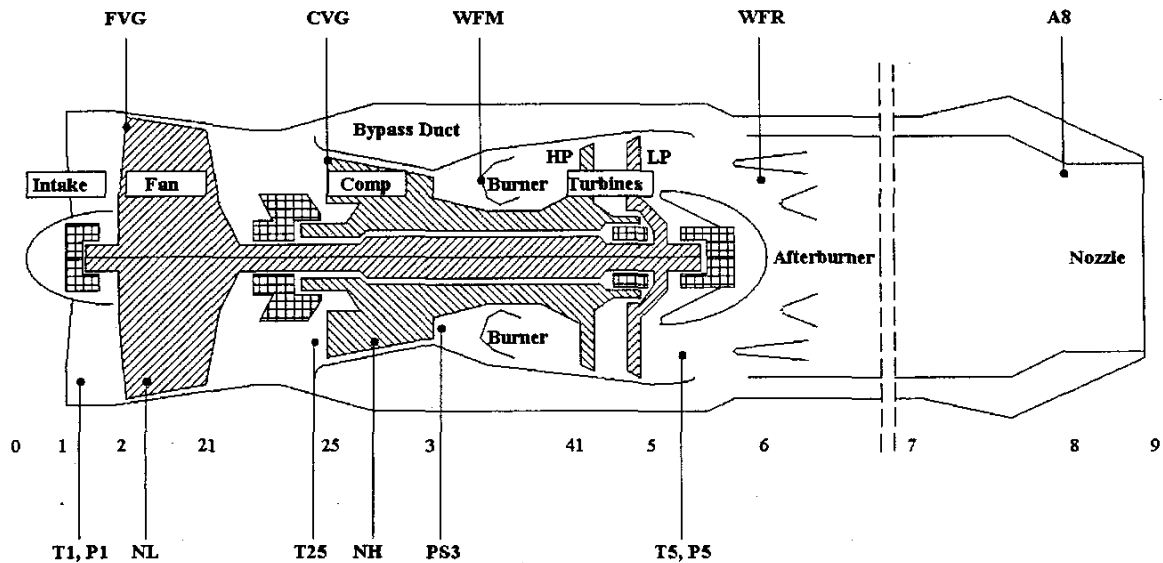 FVG CVG WFM WFR A8
Bypass Duct
HP LP
Intake Fan Comp Burner Turbines
Afterburner Nozzle
Burner
0 1 2 21 25 3 41 5 6 7 8 9
T1, P1 NL T25 NH PS3 T5, P5